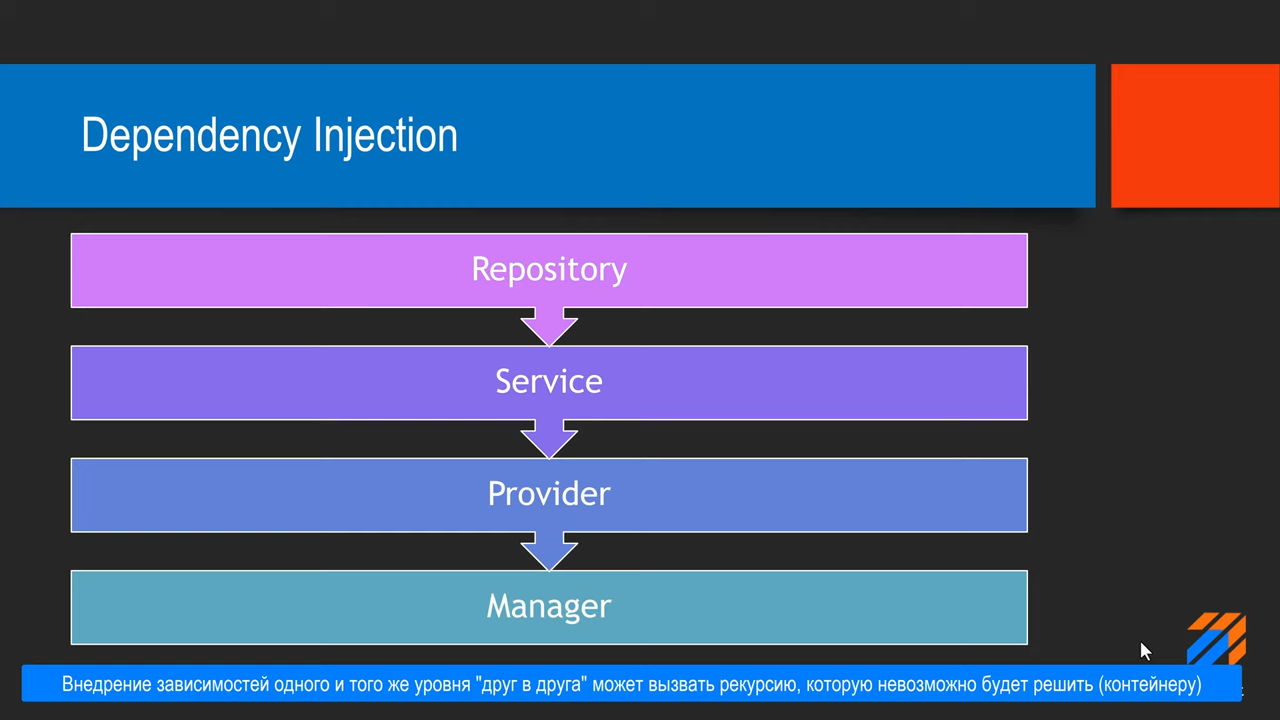 Dependency Injection
Repository
Service
Provider
Manager
Внедрение зависимостей одного и того же уровня "друг в друга" может вызвать рекурсию, которую невозможно будет решить (контейнеру)